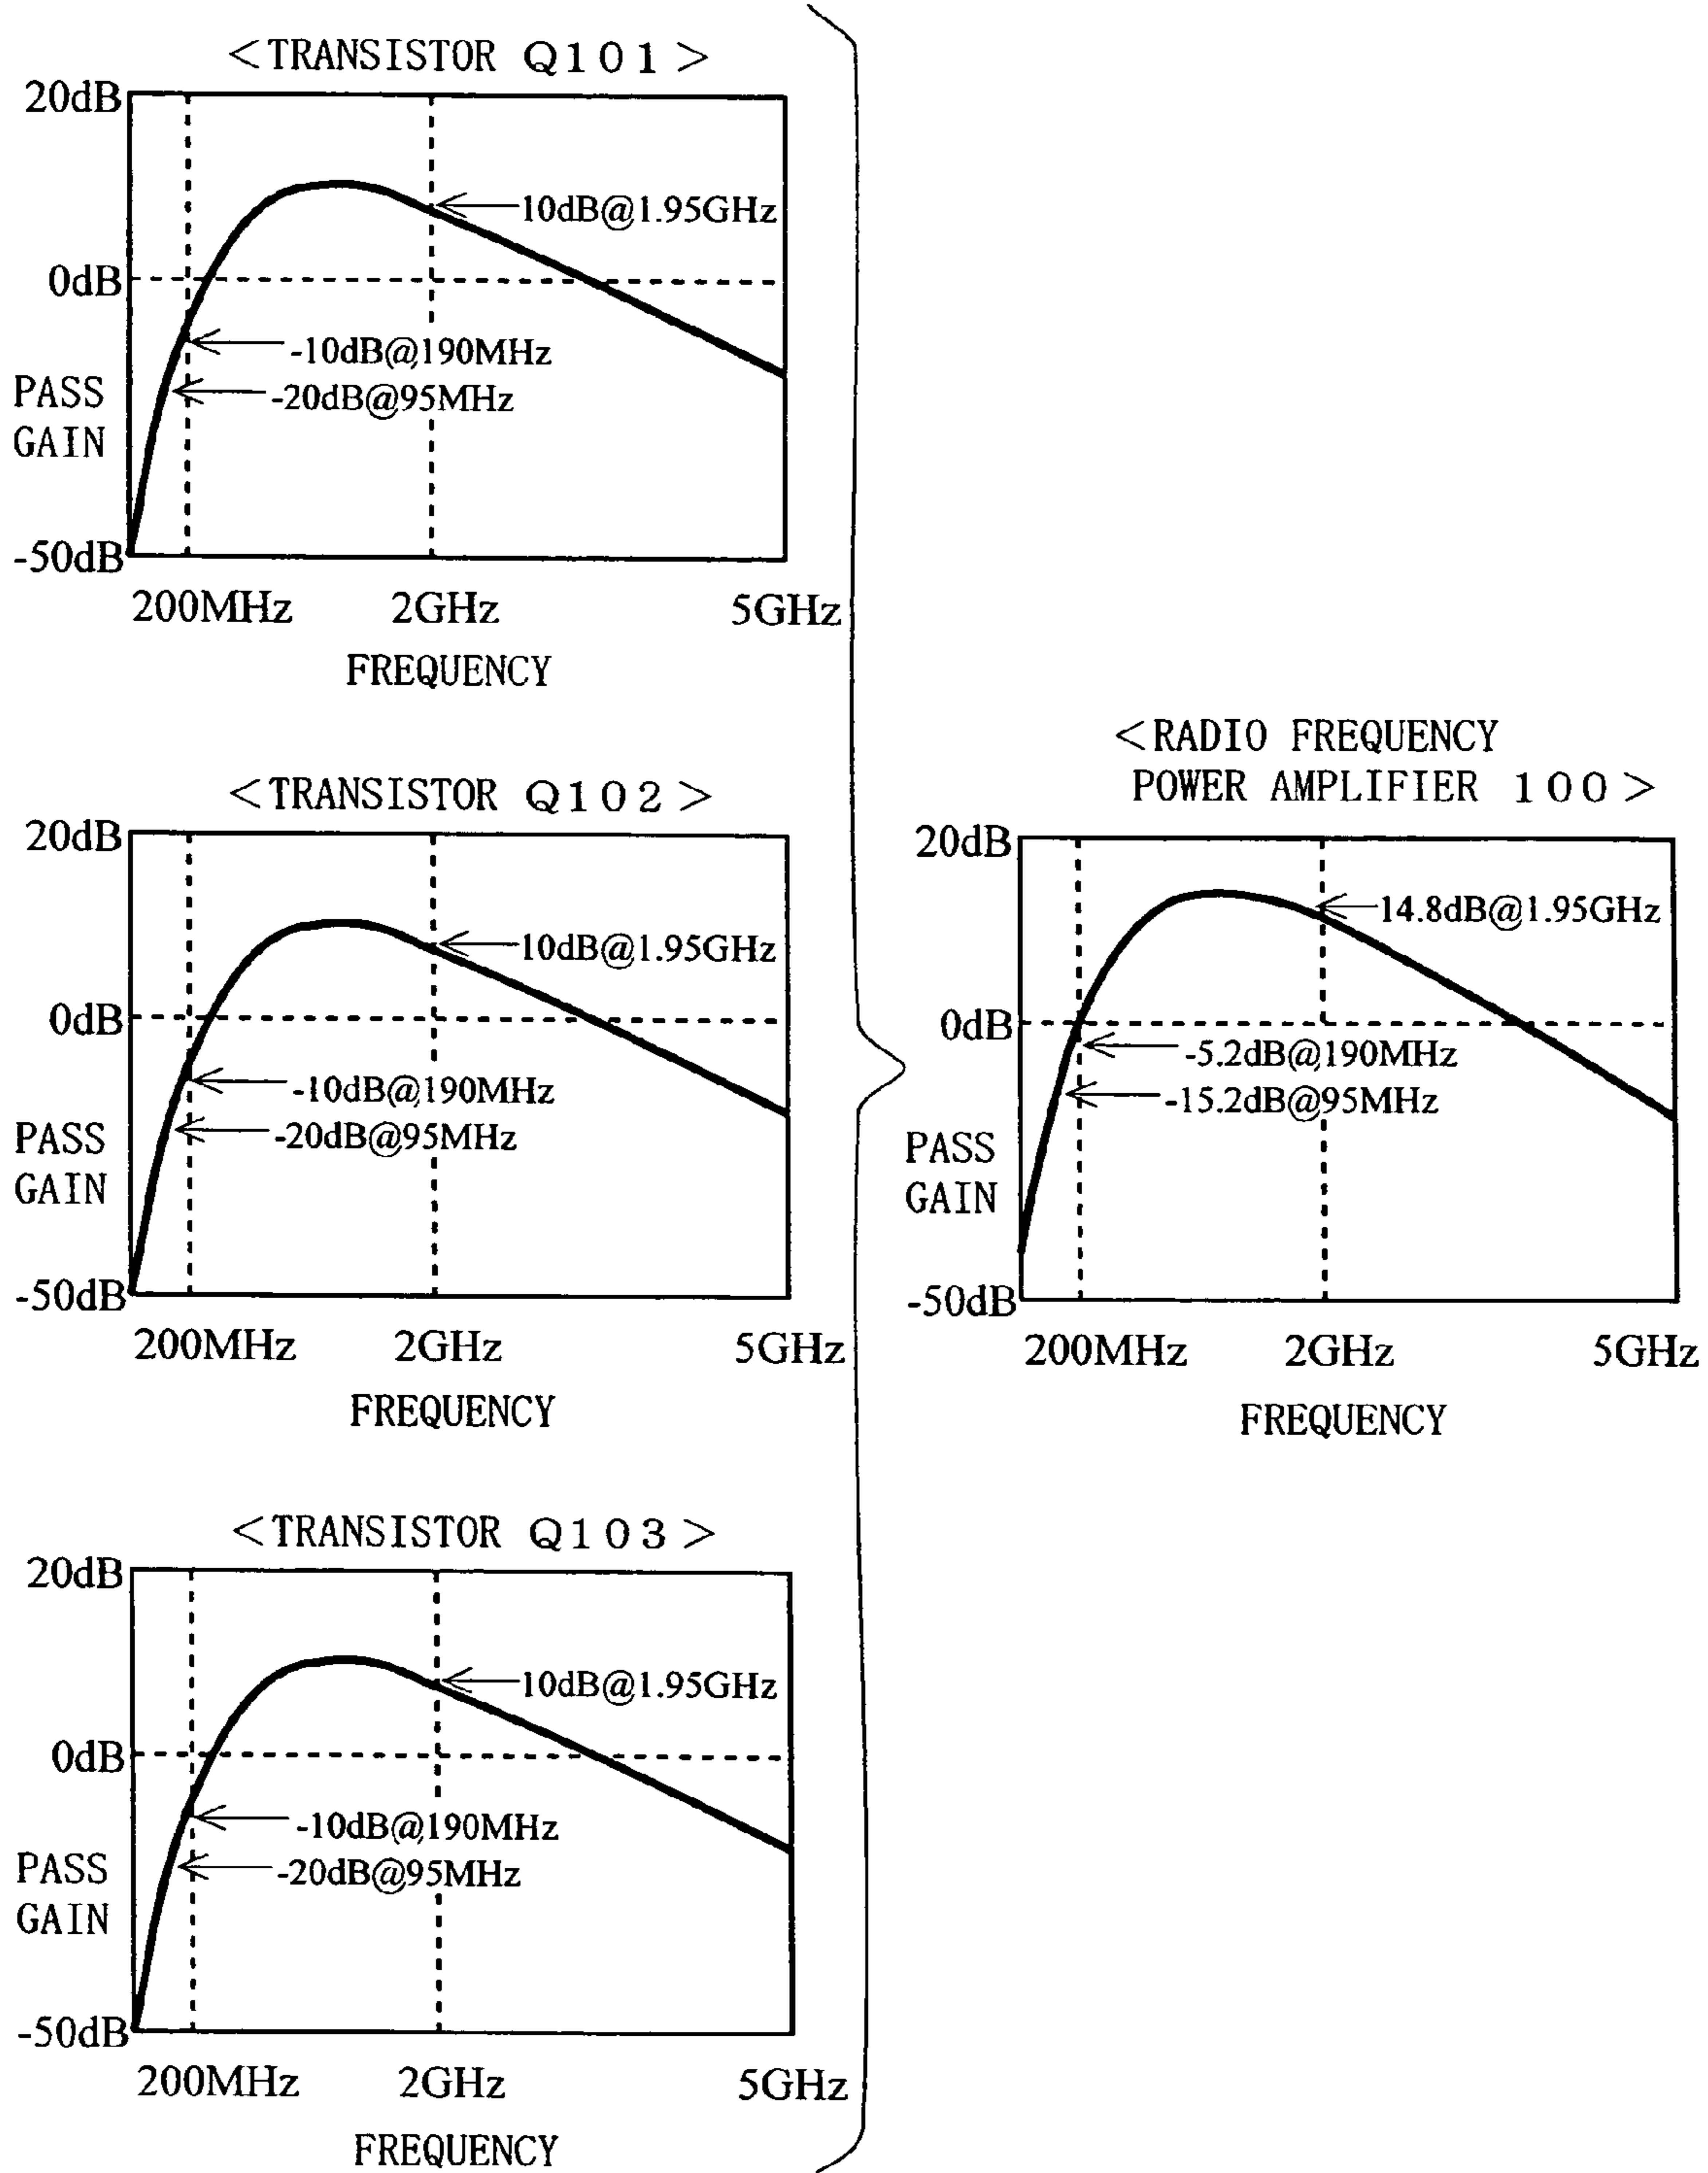 <TRANSISTOR Q101>
20dB
10dB@1.95GHz
0dB
-10dB@190MHz
-20dB@95MHz
PASS
GAIN
-50dB
200MHz 2GHz 5GHz
FREQUENCY
<TRANSISTOR Q102>
20dB
10dB@1.95GHz
0dB
-10dB@190MHz
-20dB@95MHz
PASS
GAIN
-50dB
200MHz 2GHz 5GHz
FREQUENCY
<TRANSISTOR Q103>
20dB
10dB@1.95GHz
0dB
-10dB@190MHz
-20dB@95MHz
PASS
GAIN
-50dB
200MHz 2GHz 5GHz
FREQUENCY
<RADIO FREQUENCY
POWER AMPLIFIER 100>
20dB
14.8dB@1.95GHz
0dB
-5.2dB@190MHz
-15.2dB@95MHz
PASS
GAIN
-50dB
200MHz 2GHz 5GHz
FREQUENCY